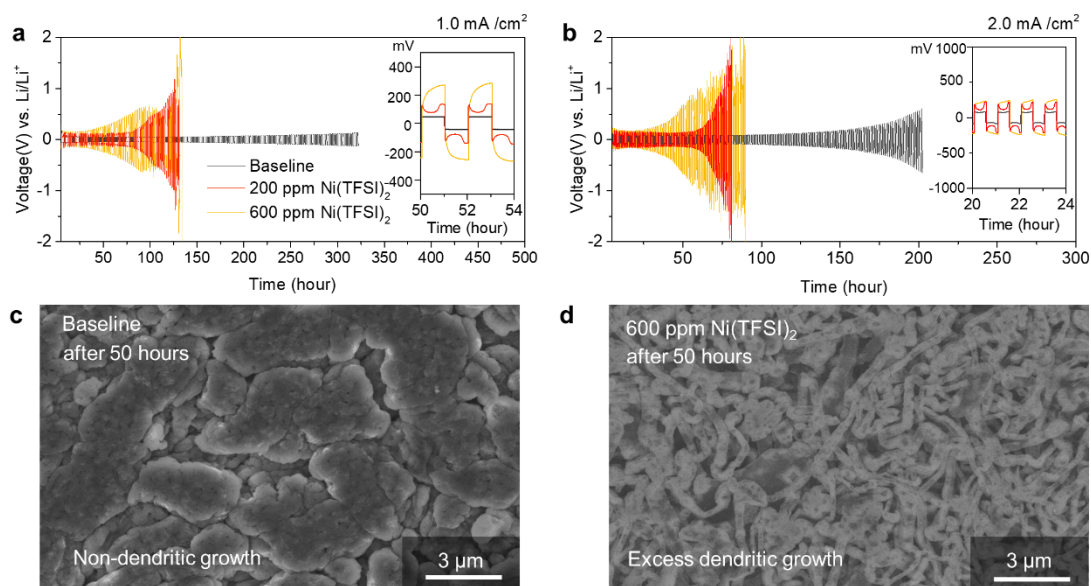 1.0 mA /cm²
a
2
1
0
-1
-2
Voltage(V) vs. Li/Li⁺
50 100 150 200 250 300 350 400 450 500
Time (hour)
Baseline
200 ppm Ni(TFSI)₂
600 ppm Ni(TFSI)₂
mV
400
200
0
-200
-400
50 52 54
Time (hour)
2.0 mA/cm²
b
2
1
0
-1
-2
Voltage(V) vs. Li/Li⁺
50 100 150 200 250 300
Time (hour)
mV
1000
500
0
-500
-1000
20 22 24
Time (hour)
c
Baseline
after 50 hours
Non-dendritic growth
3 µm
d
600 ppm Ni(TFSI)₂
after 50 hours
Excess dendritic growth
3 µm